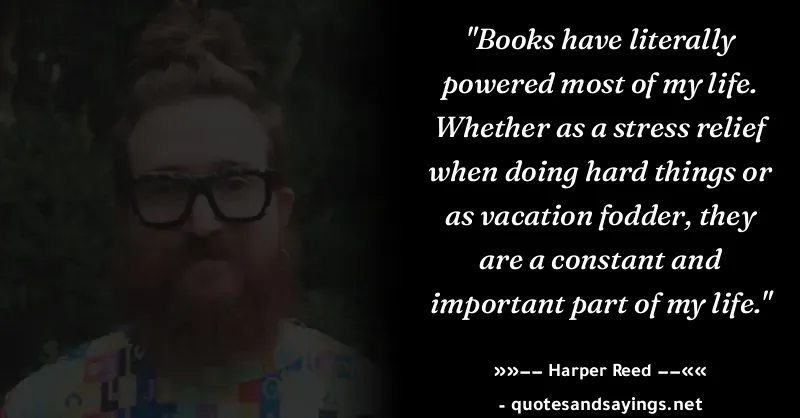 "Books have literally
powered most of my life.
Whether as a stress relief
when doing hard things or
as vacation fodder, they
are a constant and
important part of my life."
»»−− Harper Reed −−««
- quotesandsayings.net